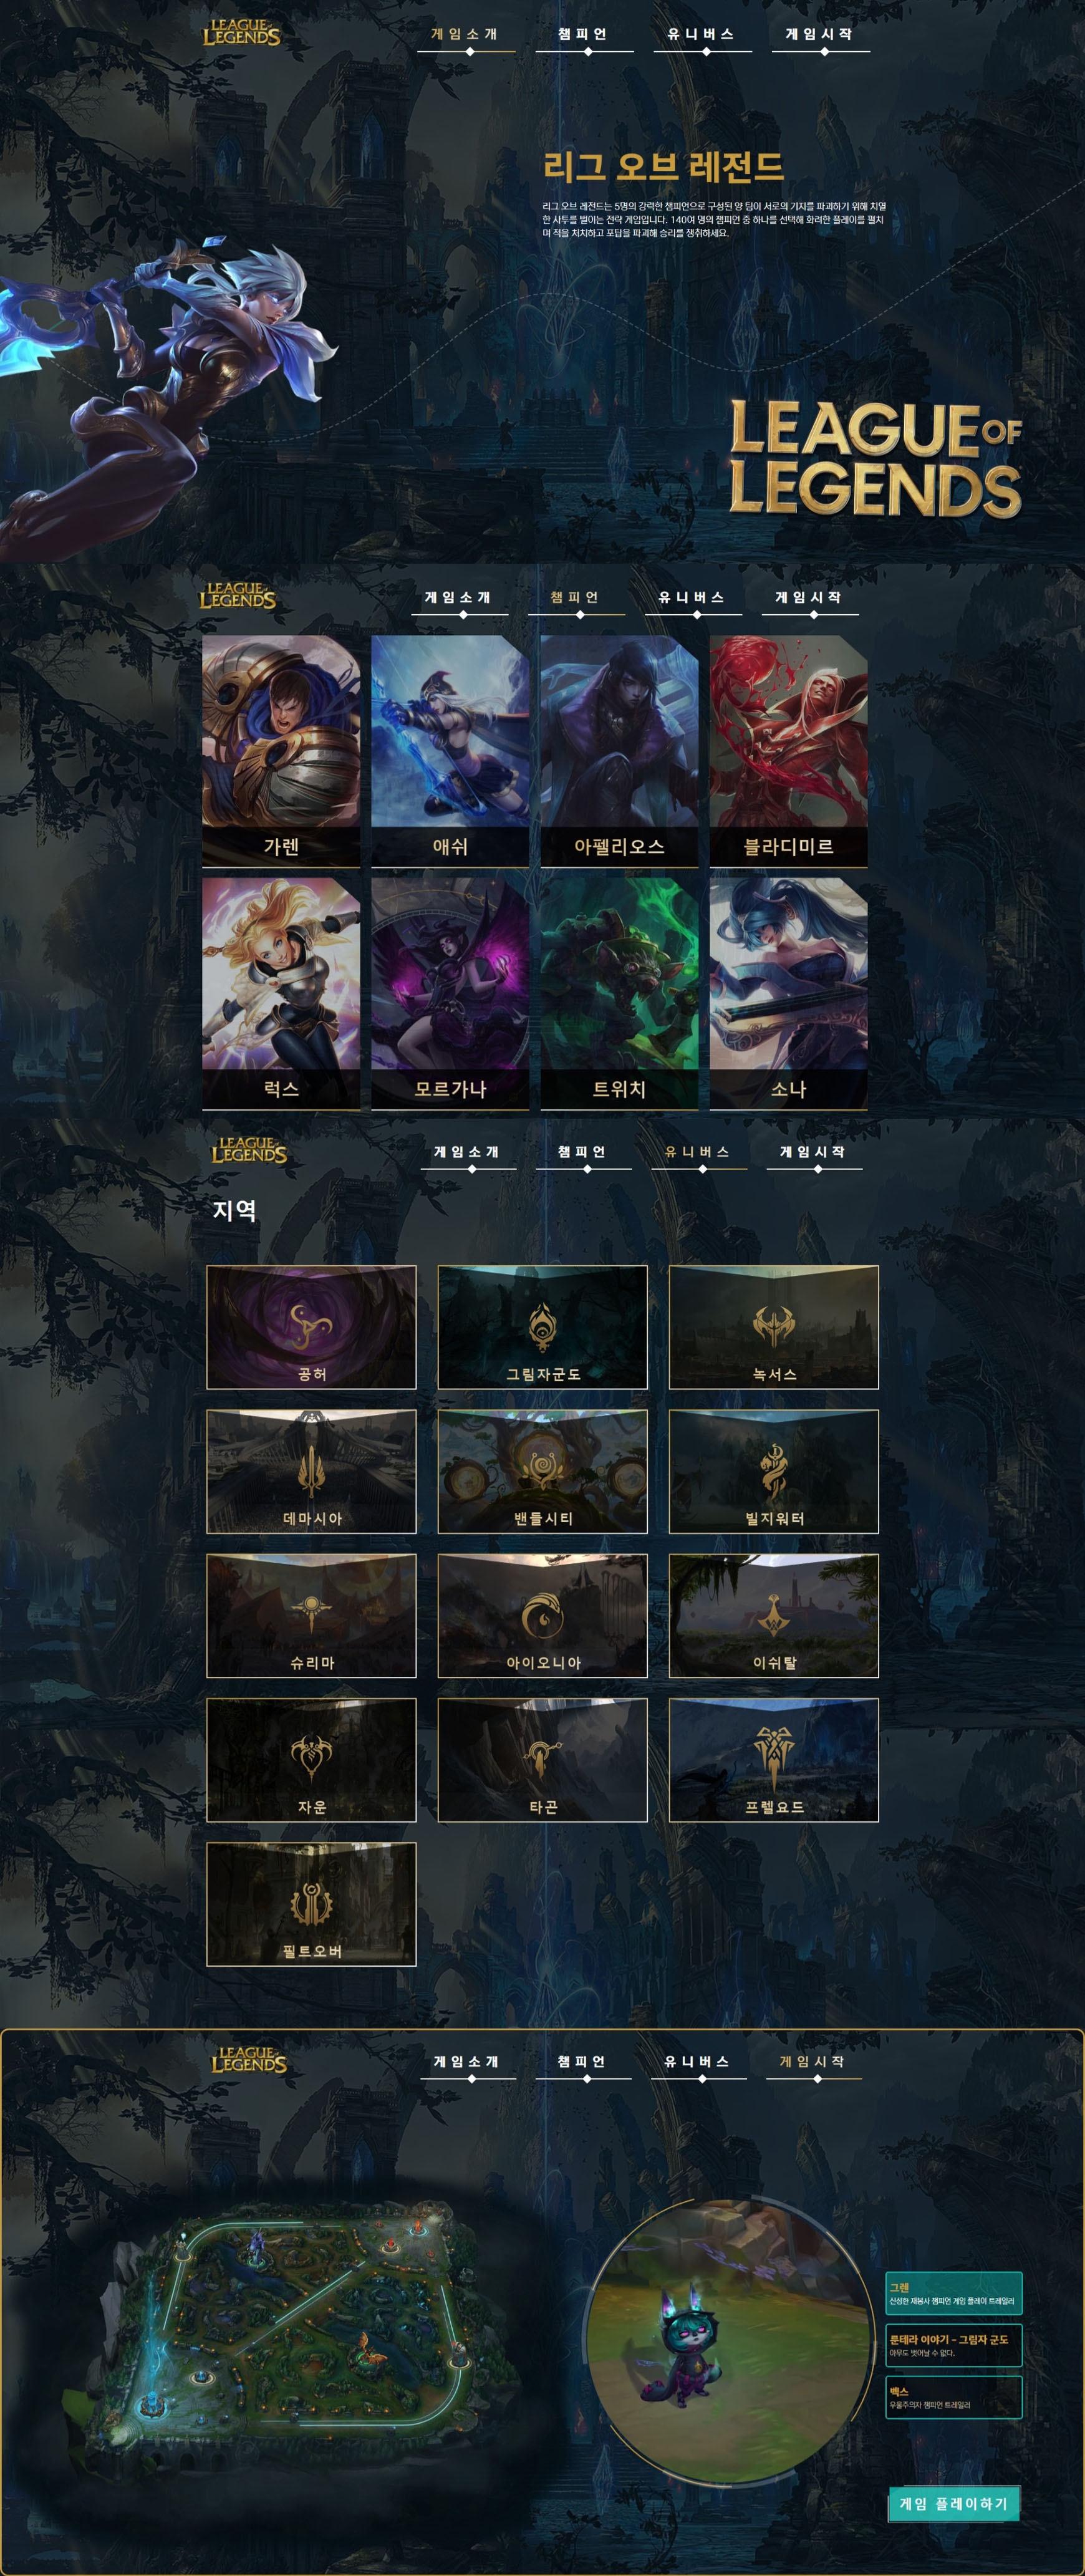 LEAGUE OF
LEGENDS
게임소개 챔피언 유니버스 게임시작
리그 오브 레전드
리그 오브 레전드는 5명의 강력한 챔피언으로 구성된 양 팀이 서로의 기지를 파괴하기 위해 치열
한 사투를 벌이는 전략 게임입니다. 140여 명의 챔피언 중 하나를 선택해 화려한 플레이를 펼치
며 적을 처치하고 포탑을 파괴해 승리를 쟁취하세요.
LEAGUE OF
LEGENDS
LEAGUE OF
LEGENDS
게임소개 챔피언 유니버스 게임시작
가렌 애쉬 아펠리오스 블라디미르
럭스 모르가나 트위치 소나
LEAGUE OF
LEGENDS
게임소개 챔피언 유니버스 게임시작
지역
공허 그림자군도 녹서스
데마시아 밴들시티 빌지워터
슈리마 아이오니아 이쉬탈
자운 타곤 프렐요드
필트오버
LEAGUE OF
LEGENDS
게임소개 챔피언 유니버스 게임시작
그웬
신성한 재봉사 챔피언 게임 플레이 트레일러
룬테라 이야기 – 그림자 군도
아무도 벗어날 수 없다.
벡스
우울주의자 챔피언 트레일러
게임 플레이하기